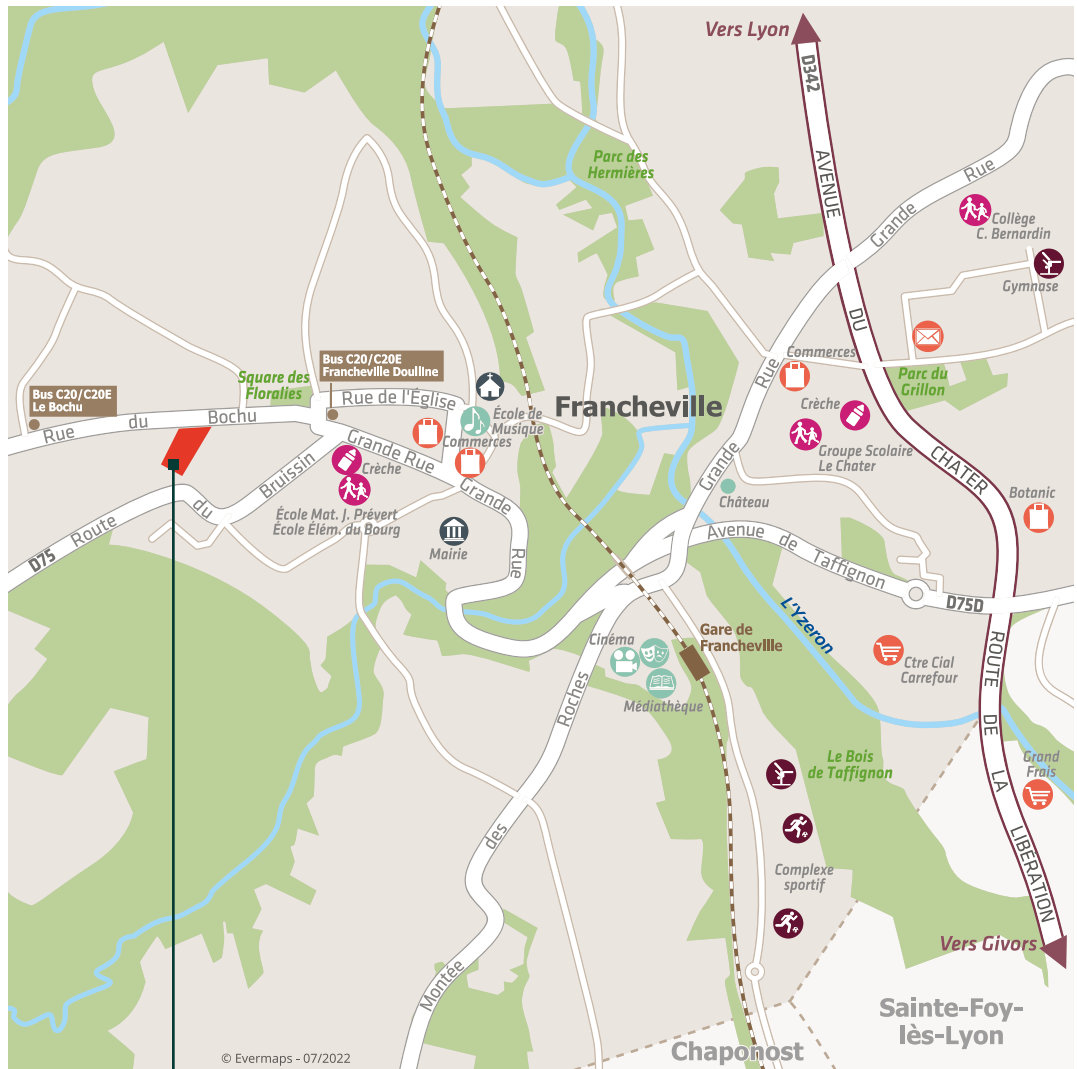 Vers Lyon
D342
AVENUE
DU
CHATER
Grande
Rue
Parc des
Hermières
Collège
C. Bernardin
Gymnase
Commerces
Parc du
Grillon
Crèche
Groupe Scolaire
Le Chater
Botanic
Rue
Grande
Château
Square des
Floralies
Bus C20/C20E
Francheville Doulline
Bus C20/C20E
Le Bochu
Rue du Bochu
Rue de l'Église
École de
Musique
Francheville
Commerces
Grande Rue
Grande
Rue
Crèche
École Mat. J. Prévert
École Élém. du Bourg
Mairie
D75 Route du Bruissin
Avenue de Taffignon
D75D
L'Yzeron
Gare de
Francheville
Cinéma
Médiathèque
Ctre Cial
Carrefour
Le Bois
de Taffignon
Grand
Frais
ROUTE
DE
LA
LIBÉRATION
Complexe
sportif
Montée
des
Roches
Vers Givors
Sainte-Foy-
lès-Lyon
Chaponost
© Evermaps - 07/2022